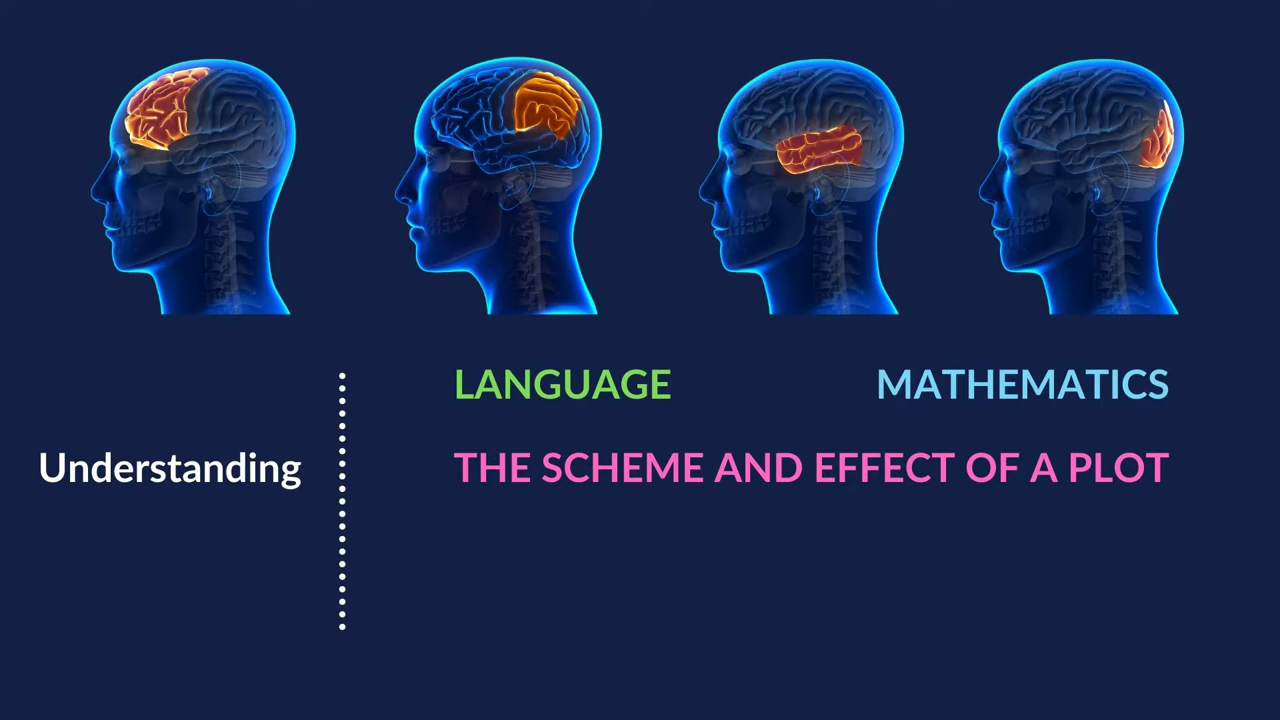 LANGUAGE MATHEMATICS
Understanding THE SCHEME AND EFFECT OF A PLOT